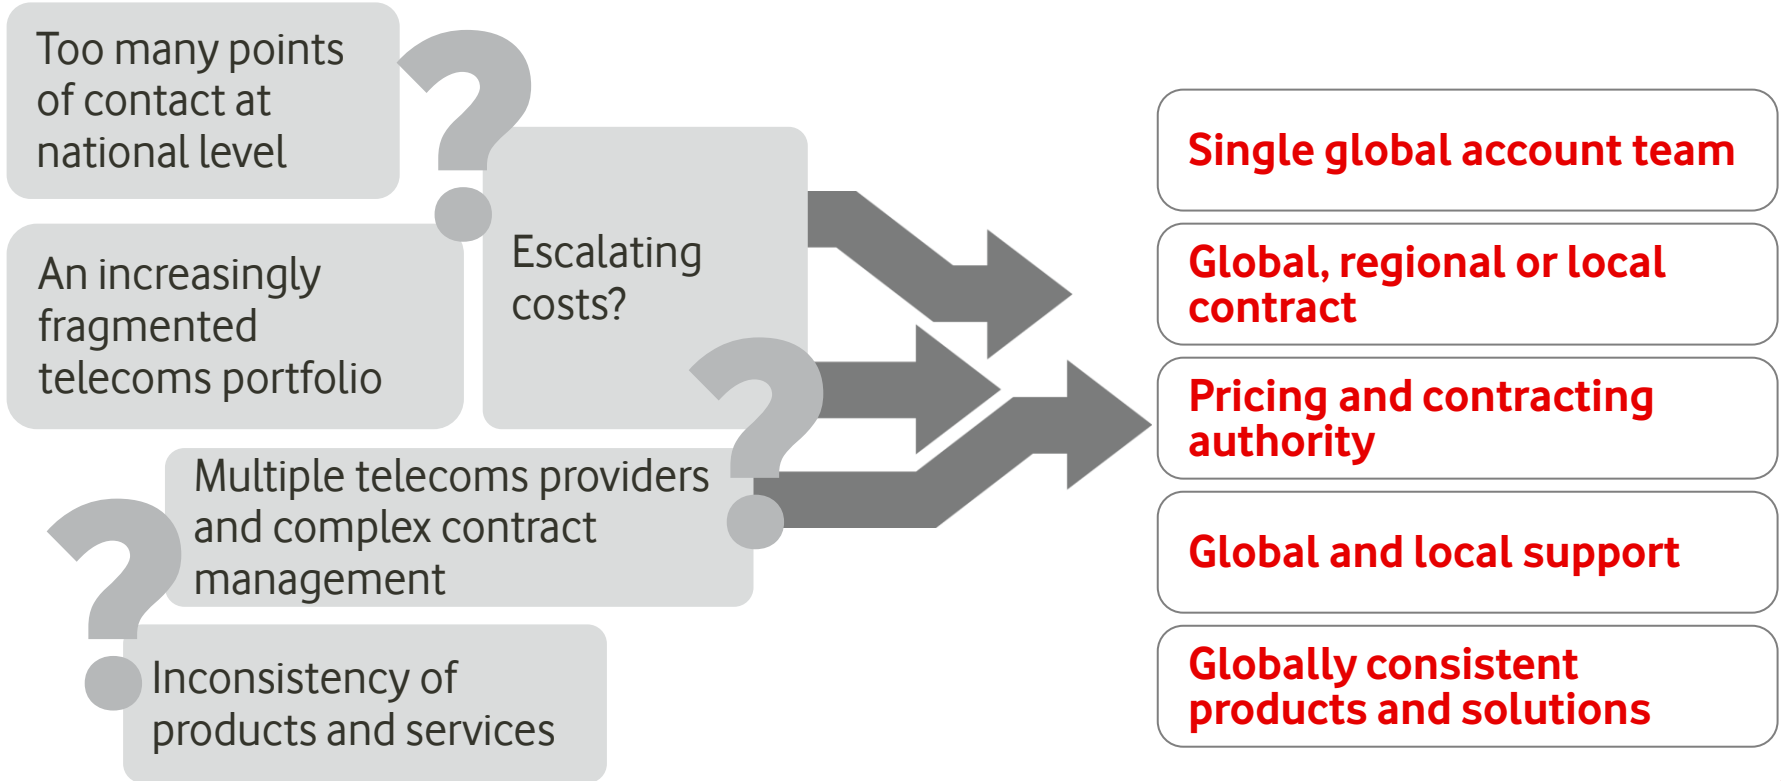 Too many points
of contact at
national level
An increasingly
fragmented
telecoms portfolio
Escalating
costs?
Multiple telecoms providers
and complex contract
management
Inconsistency of
products and services
?
?
?
Single global account team
Global, regional or local
contract
Pricing and contracting
authority
Global and local support
Globally consistent
products and solutions